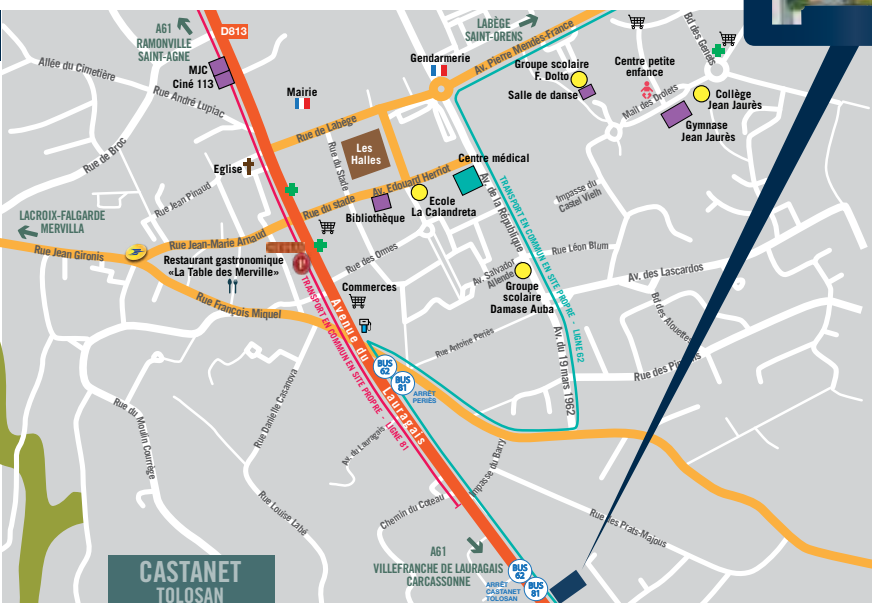 A61
RAMONVILLE
SAINT-AGNE
D813
LABÈGE
SAINT-ORENS
Bd des Genets
Allée du Cimetière
MJC
Ciné 113
Rue André Lupiac
Mairie
Gendarmerie
Av. Pierre Mendès-France
Groupe scolaire
F. Dolto
Salle de danse
Centre petite
enfance
Mail des Drolets
Collège
Jean Jaurès
Gymnase
Jean Jaurès
Rue de Labège
Rue de Broc
Rue du Stade
Les
Halles
Eglise
Centre médical
Rue Jean Pinaud
Rue du stade
Av. Edouard Herriot
Bibliothèque
Ecole
La Calandreta
Av. de la République
TRANSPORT EN COMMUN EN SITE PROPRE - LIGNE 62
Impasse du
Castel Vielh
LACROIX-FALGARDE
MERVILLA
Rue Jean Gironis
Rue Jean-Marie Arnaud
Restaurant gastronomique
«La Table des Merville»
Rue des Ormes
Rue Léon Blum
Av. Salvador
Allende
Av. des Lascardos
Groupe
scolaire
Damase Auba
Rue François Miquel
Commerces
TRANSPORT EN COMMUN EN SITE PROPRE - LIGNE 81
Avenue du Lauragais
Rue Antoine Periès
Bd des Alouettes
Av. du 19 mars 1962
BUS
62
BUS
81
ARRÊT
PERIÈS
Rue Danielle Casanova
Rue du Moulin Courrège
Av. du Lauragais
Impasse du Barry
Rue Louise Labé
Chemin du Coteau
Rue des Prats-Majous
A61
VILLEFRANCHE DE LAURAGAIS
CARCASSONNE
BUS
62
BUS
81
ARRÊT
CASTANET
TOLOSAN
CASTANET
TOLOSAN